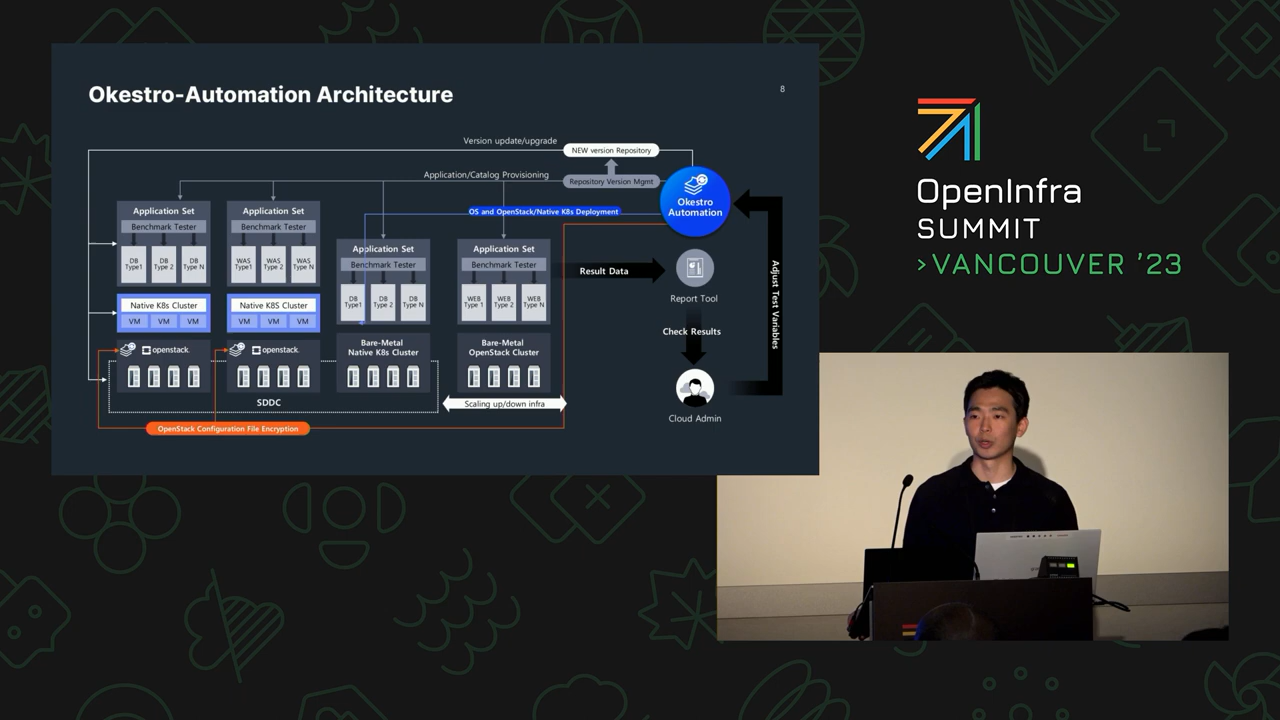 Okestro-Automation Architecture
8
Version update/upgrade
NEW version Repository
Application/Catalog Provisioning
Repository Version Mgmt
OS and OpenStack/Native K8s Deployment
Okestro
Automation
Application Set
Benchmark Tester
DB
Type1
DB
Type 2
DB
Type N
Native K8s Cluster
VM
VM
VM
openstack.
Application Set
Benchmark Tester
WAS
Type 1
WAS
Type 2
WAS
Type N
Native K8S Cluster
VM
VM
VM
openstack.
SDDC
Application Set
Benchmark Tester
DB
Type1
DB
Type 2
DB
Type N
Bare-Metal
Native K8s Cluster
Application Set
Benchmark Tester
WEB
Type 1
WEB
Type 2
WEB
Type N
Bare-Metal
OpenStack Cluster
Scaling up/down infra
OpenStack Configuration File Encryption
Result Data
Report Tool
Check Results
Cloud Admin
Adjust Test Variables
OpenInfra
SUMMIT
>VANCOUVER '23